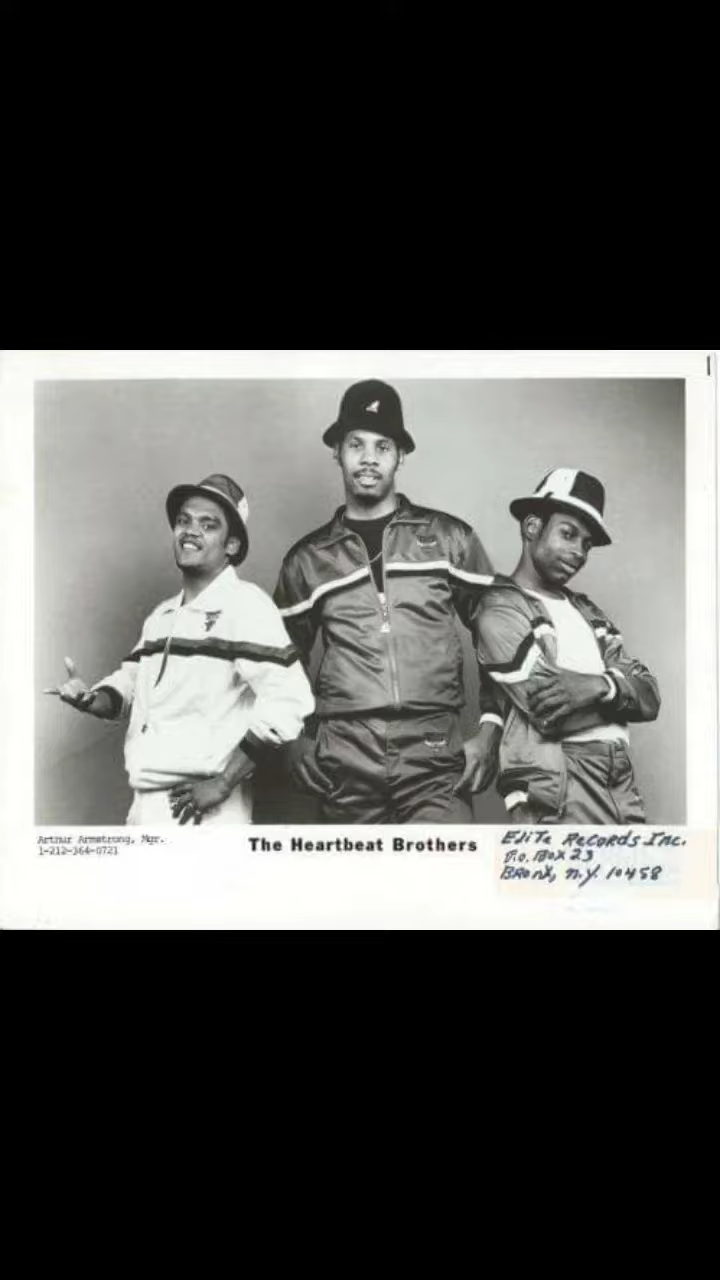 Arthur Armstrong, Mgr.
1-212-364-0721
The Heartbeat Brothers
Elite Records Inc.
P.O. Box 23
Bronx, N.Y. 10458